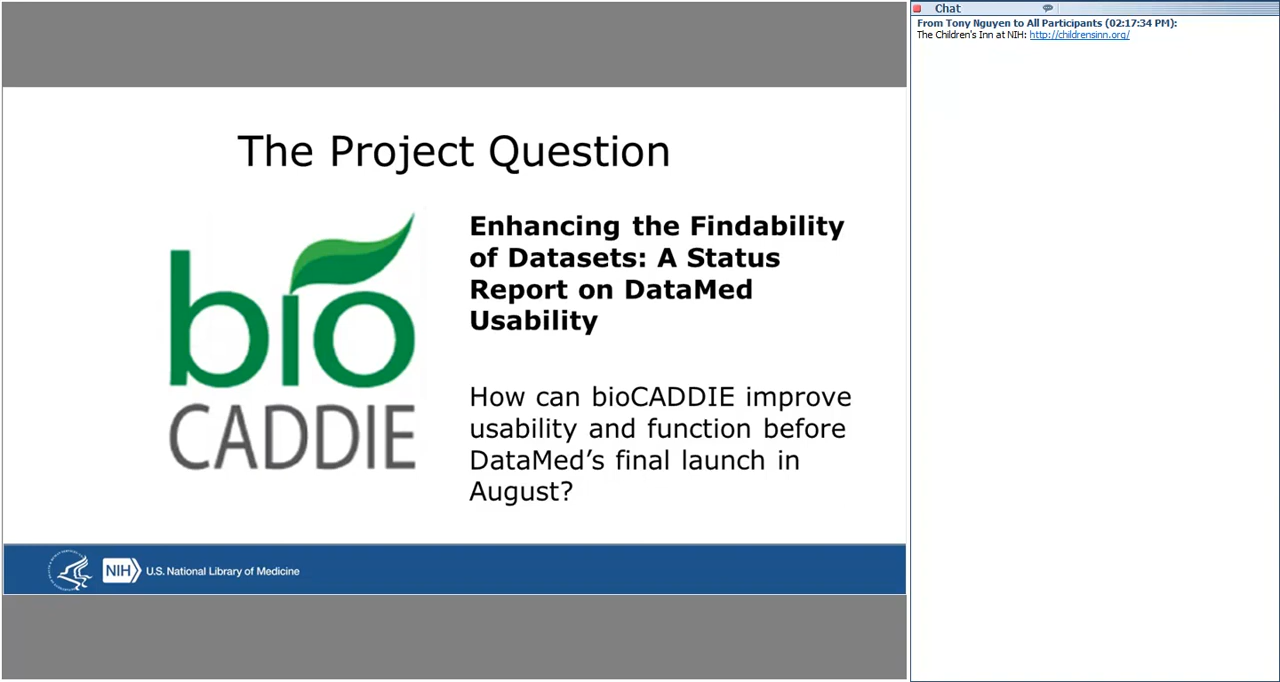 The Project Question
bio
CADDIE
Enhancing the Findability
of Datasets: A Status
Report on DataMed
Usability
How can bioCADDIE improve
usability and function before
DataMed’s final launch in
August?
NIH
U.S. National Library of Medicine
Chat
From Tony Nguyen to All Participants (02:17:34 PM):
The Children's Inn at NIH: http://childrensinn.org/